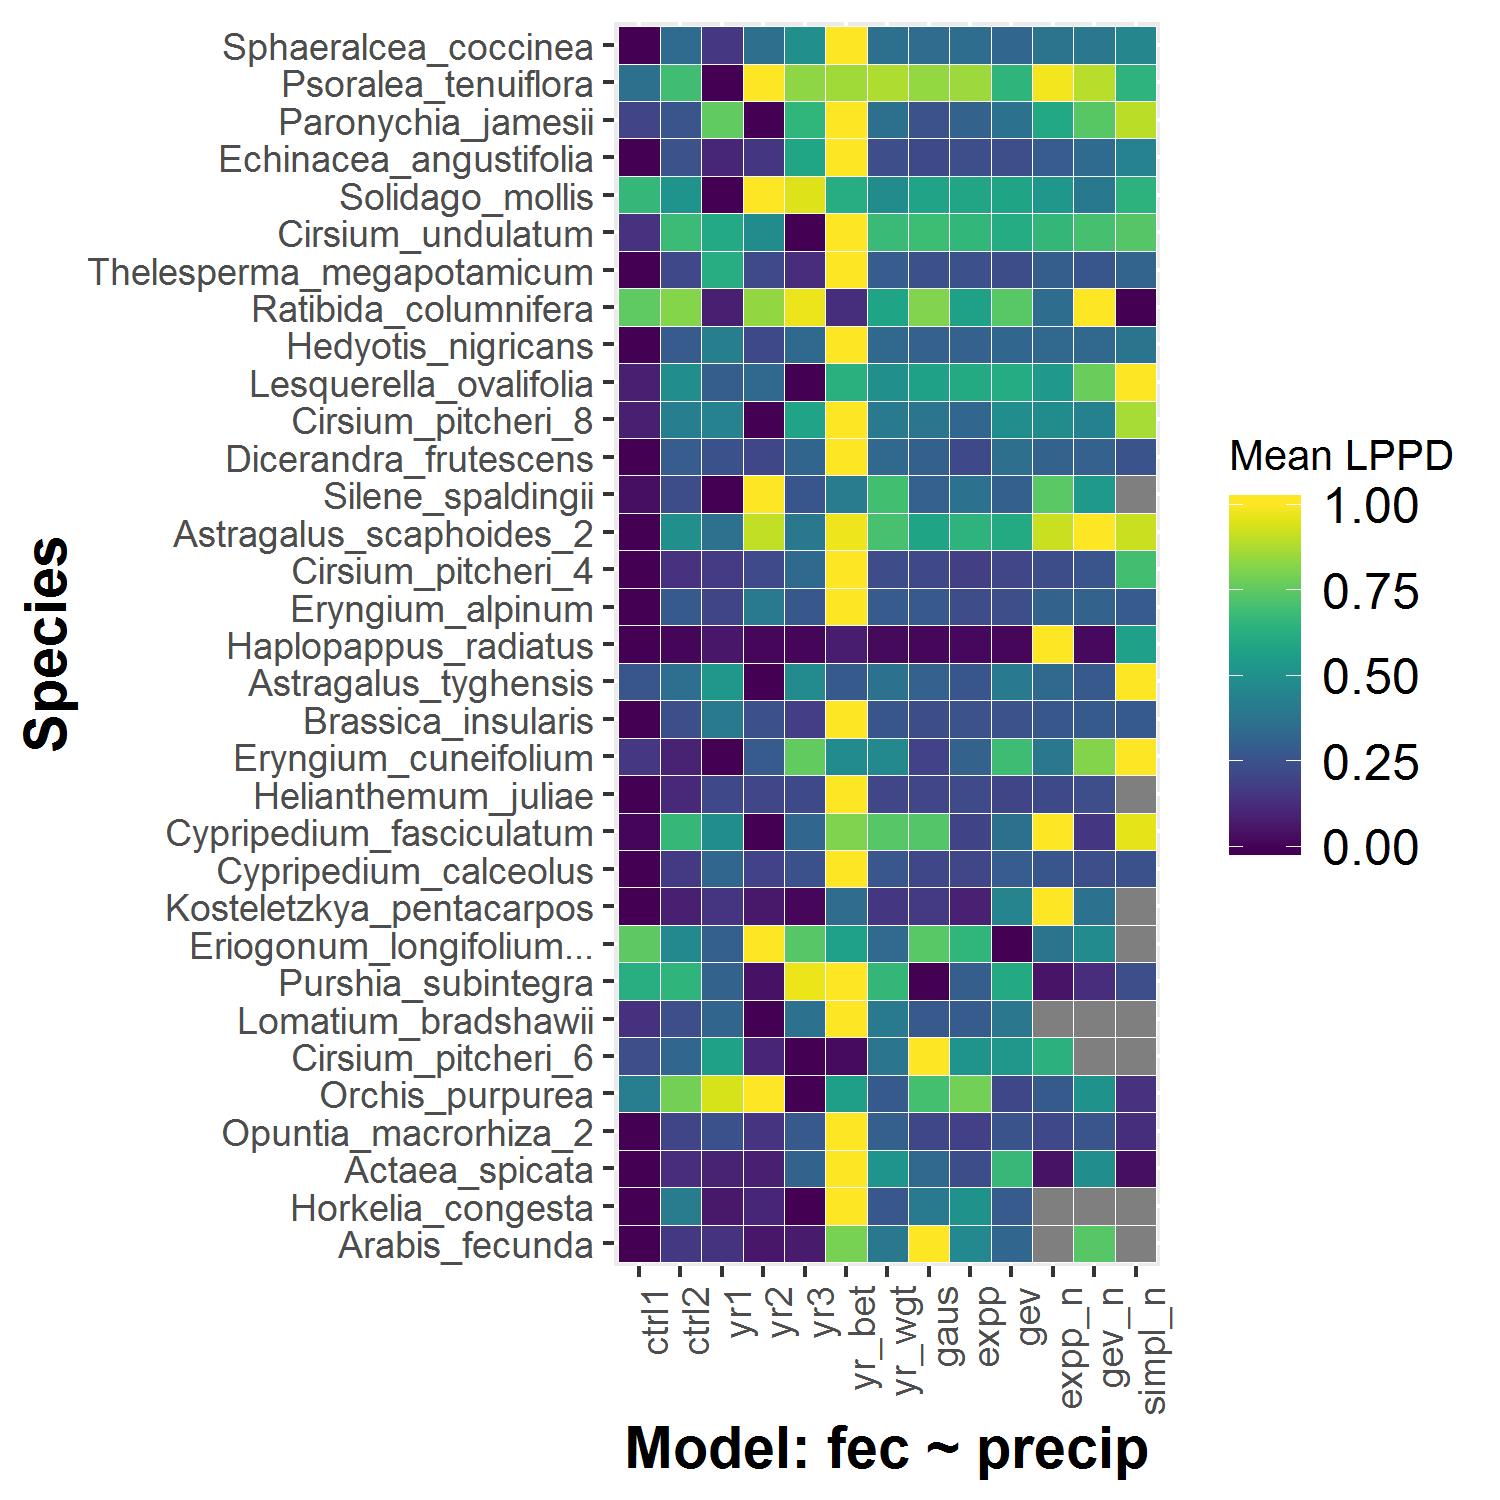 Sphaeralcea_coccinea
Psoralea_tenuiflora
Paronychia_jamesii
Echinacea_angustifolia
Solidago_mollis
Cirsium_undulatum
Thelesperma_megapotamicum
Ratibida_columnifera
Hedyotis_nigricans
Lesquerella_ovalifolia
Cirsium_pitcheri_8
Dicerandra_frutescens
Silene_spaldingii
Astragalus_scaphoides_2
Cirsium_pitcheri_4
Eryngium_alpinum
Haplopappus_radiatus
Astragalus_tyghensis
Brassica_insularis
Eryngium_cuneifolium
Helianthemum_juliae
Cypripedium_fasciculatum
Cypripedium_calceolus
Kosteletzkya_pentacarpos
Eriogonum_longifolium...
Purshia_subintegra
Lomatium_bradshawii
Cirsium_pitcheri_6
Orchis_purpurea
Opuntia_macrorhiza_2
Actaea_spicata
Horkelia_congesta
Arabis_fecunda
Species
ctrl1
ctrl2
yr1
yr2
yr3
yr_bet
yr_wgt
gaus
expp
gev
expp_n
gev_n
simpl_n
Model: fec ~ precip
Mean LPPD
1.00
0.75
0.50
0.25
0.00